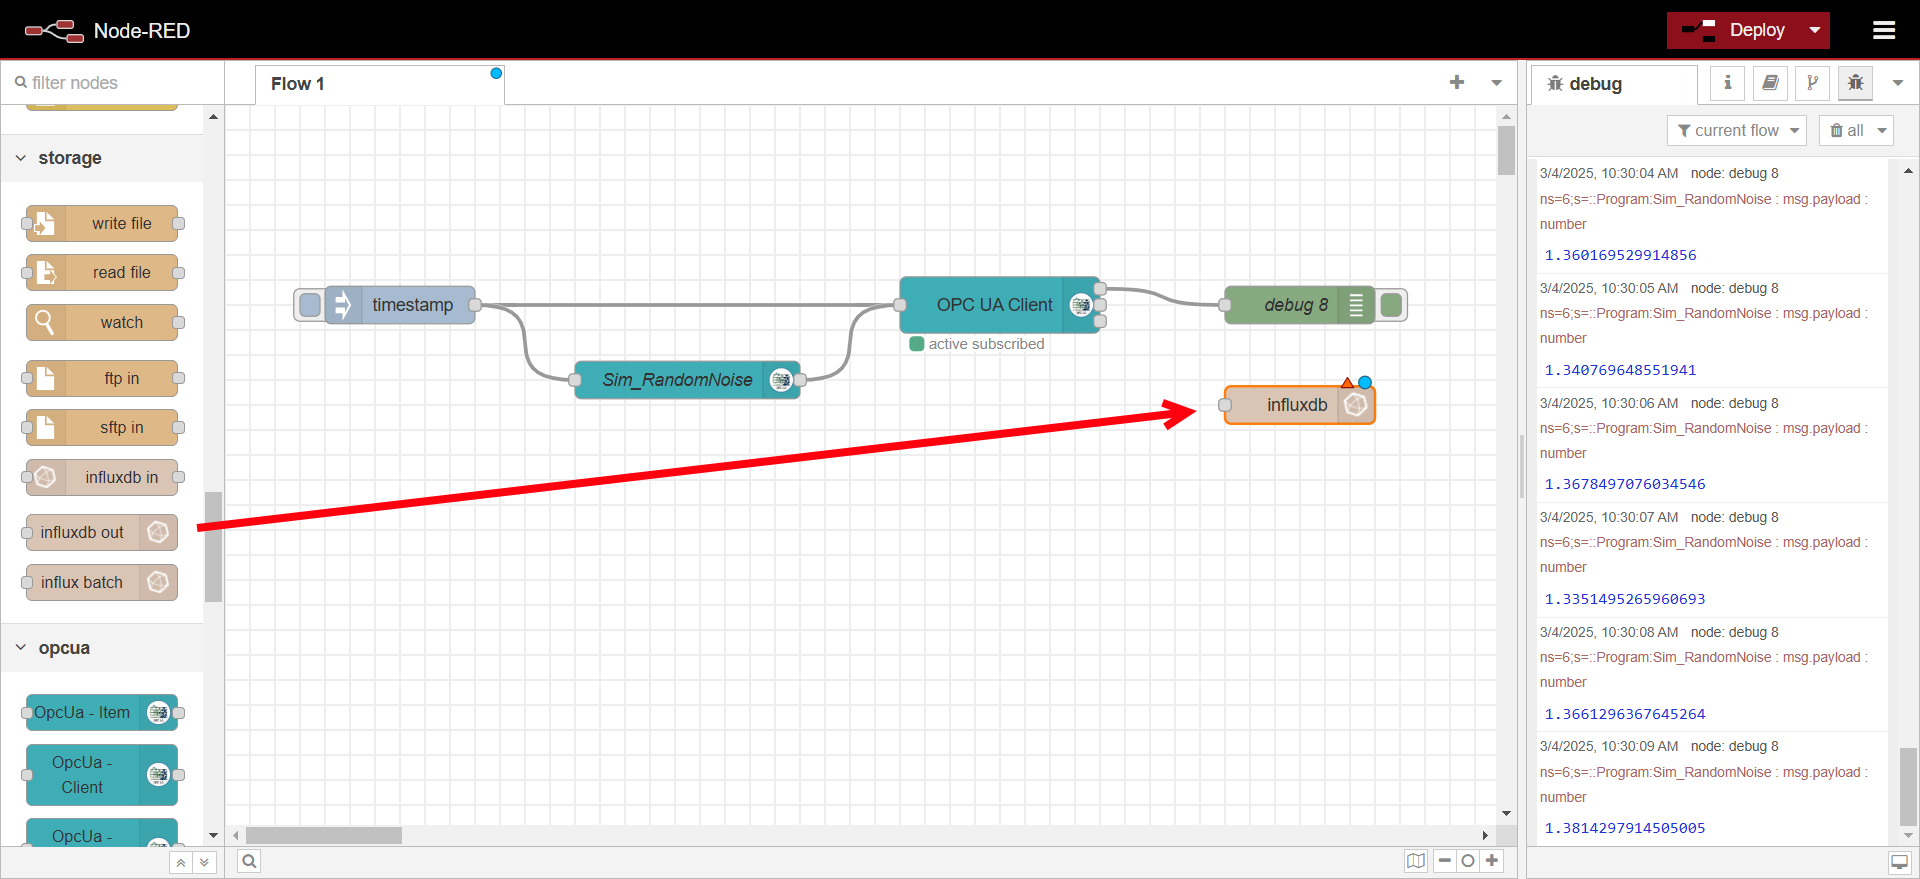 Node-RED
Deploy
filter nodes
Flow 1
debug
current flow
all
storage
write file
read file
watch
ftp in
sftp in
influxdb in
influxdb out
influx batch
opcua
OpcUa - Item
OpcUa -
Client
OpcUa -
timestamp
Sim_RandomNoise
OPC UA Client
active subscribed
debug 8
influxdb
3/4/2025, 10:30:04 AM node: debug 8
ns=6;s=::Program:Sim_RandomNoise : msg.payload :
number
1.360169529914856
3/4/2025, 10:30:05 AM node: debug 8
ns=6;s=::Program:Sim_RandomNoise : msg.payload :
number
1.340769648551941
3/4/2025, 10:30:06 AM node: debug 8
ns=6;s=::Program:Sim_RandomNoise : msg.payload :
number
1.3678497076034546
3/4/2025, 10:30:07 AM node: debug 8
ns=6;s=::Program:Sim_RandomNoise : msg.payload :
number
1.3351495265960693
3/4/2025, 10:30:08 AM node: debug 8
ns=6;s=::Program:Sim_RandomNoise : msg.payload :
number
1.3661296367645264
3/4/2025, 10:30:09 AM node: debug 8
ns=6;s=::Program:Sim_RandomNoise : msg.payload :
number
1.3814297914505005